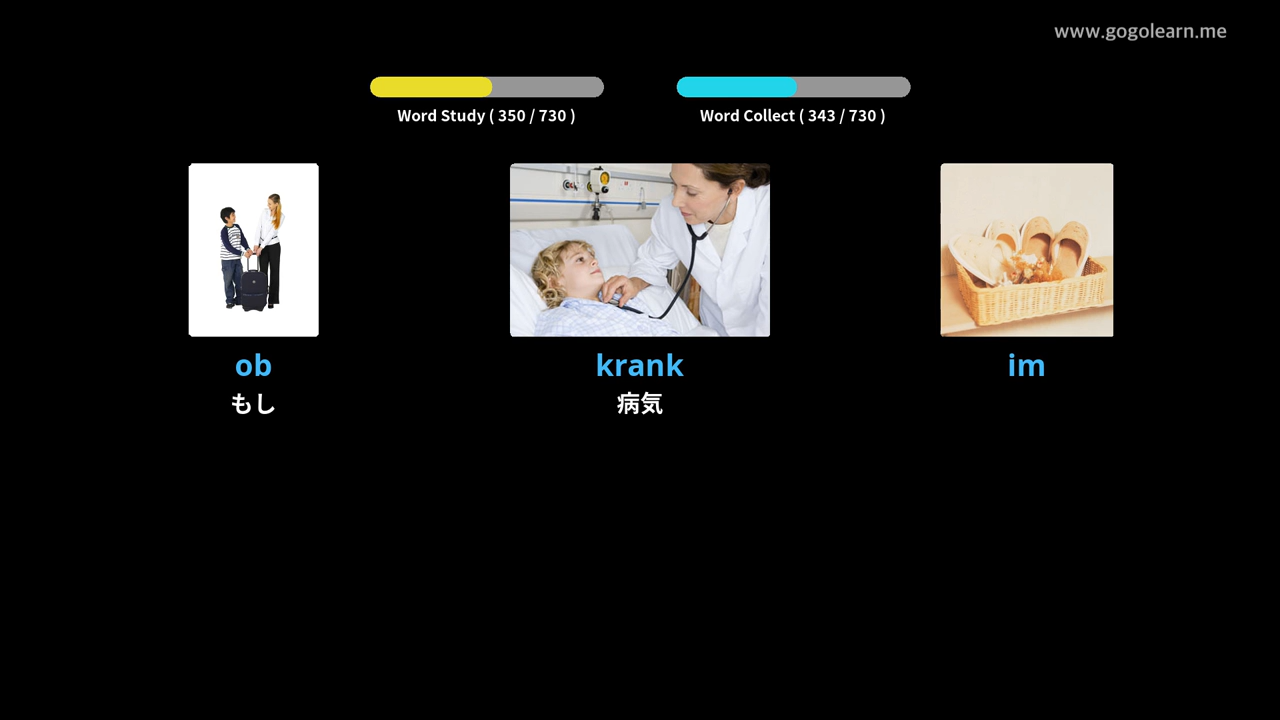 www.gogolearn.me
Word Study ( 350 / 730 )
Word Collect ( 343 / 730 )
ob
krank
im
もし
病気